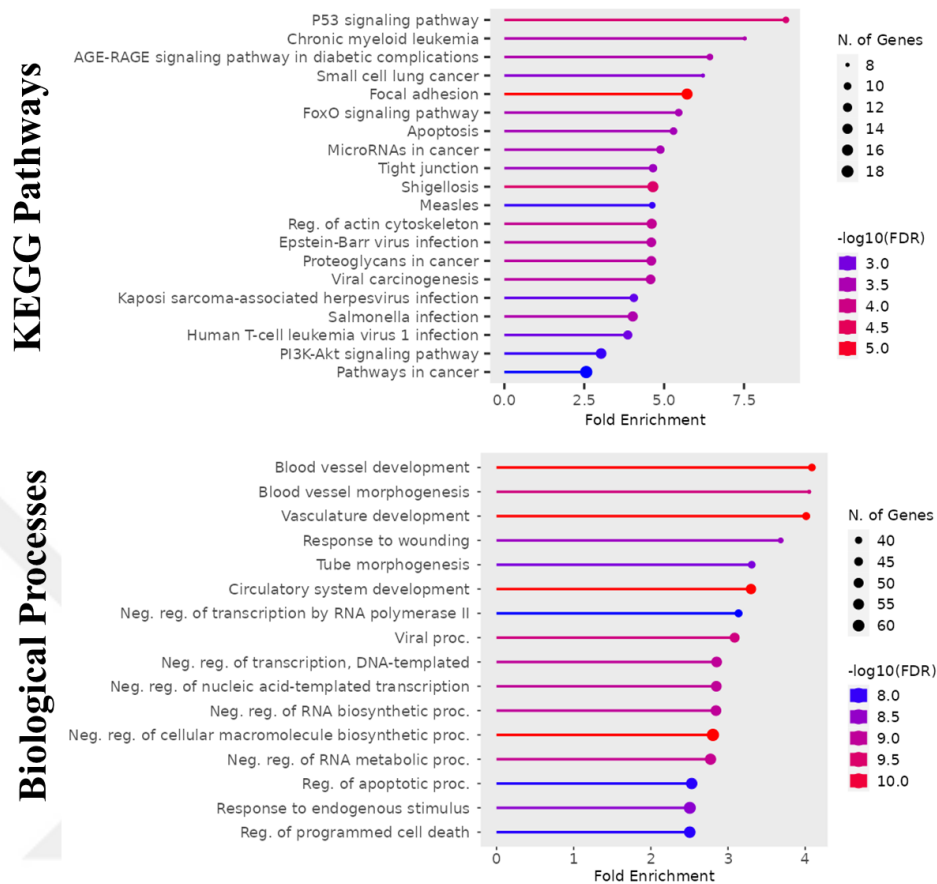 KEGG Pathways
P53 signaling pathway
Chronic myeloid leukemia
AGE-RAGE signaling pathway in diabetic complications
Small cell lung cancer
Focal adhesion
FoxO signaling pathway
Apoptosis
MicroRNAs in cancer
Tight junction
Shigellosis
Measles
Reg. of actin cytoskeleton
Epstein-Barr virus infection
Proteoglycans in cancer
Viral carcinogenesis
Kaposi sarcoma-associated herpesvirus infection
Salmonella infection
Human T-cell leukemia virus 1 infection
PI3K-Akt signaling pathway
Pathways in cancer
0.0 2.5 5.0 7.5
Fold Enrichment
N. of Genes
8
10
12
14
16
18
-log10(FDR)
3.0
3.5
4.0
4.5
5.0
Biological Processes
Blood vessel development
Blood vessel morphogenesis
Vasculature development
Response to wounding
Tube morphogenesis
Circulatory system development
Neg. reg. of transcription by RNA polymerase II
Viral proc.
Neg. reg. of transcription, DNA-templated
Neg. reg. of nucleic acid-templated transcription
Neg. reg. of RNA biosynthetic proc.
Neg. reg. of cellular macromolecule biosynthetic proc.
Neg. reg. of RNA metabolic proc.
Reg. of apoptotic proc.
Response to endogenous stimulus
Reg. of programmed cell death
0 1 2 3 4
Fold Enrichment
N. of Genes
40
45
50
55
60
-log10(FDR)
8.0
8.5
9.0
9.5
10.0